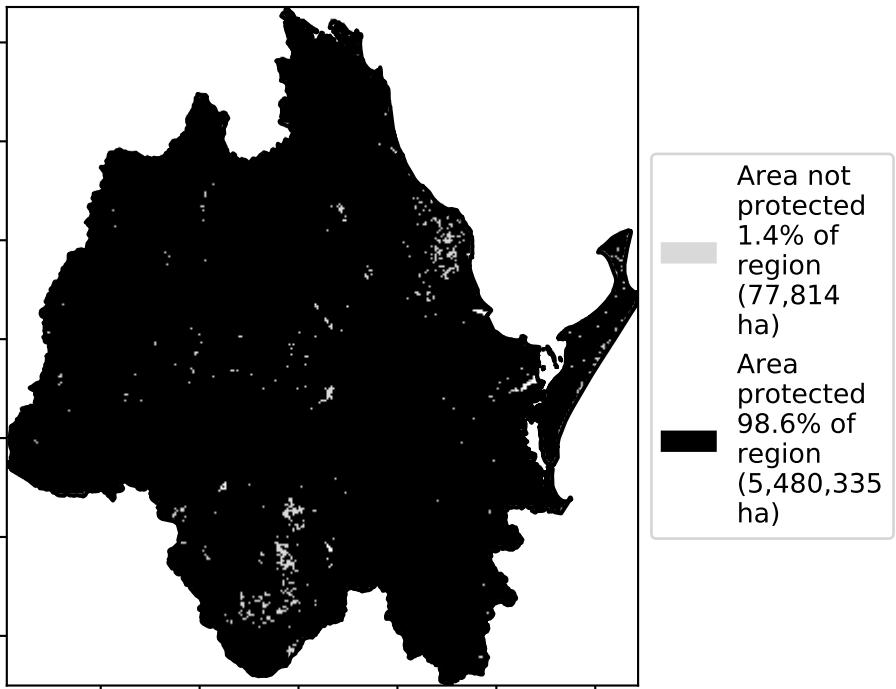 Area not
protected
1.4% of
region
(77,814
ha)
Area
protected
98.6% of
region
(5,480,335
ha)